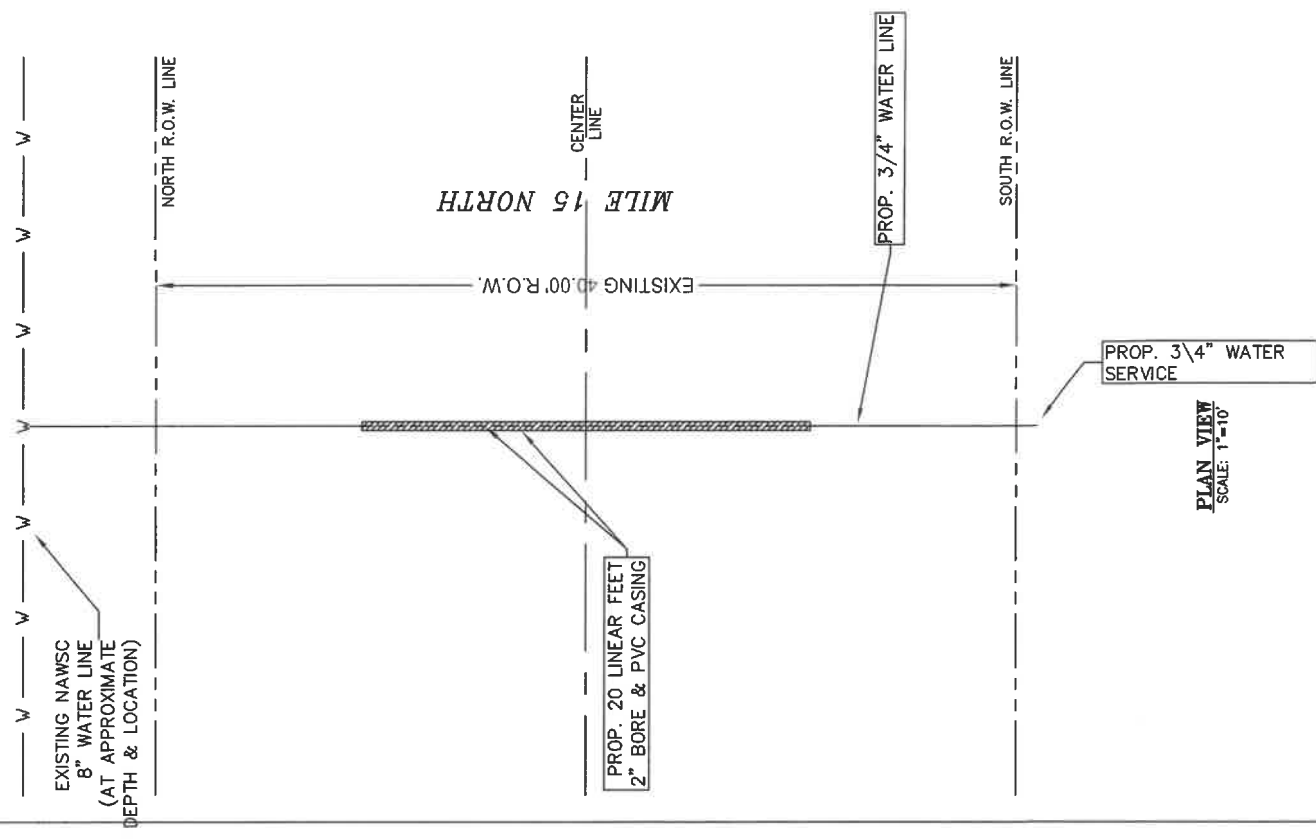 W W W W W W W
NORTH R.O.W. LINE
EXISTING NAWSC
8" WATER LINE
(AT APPROXIMATE
DEPTH & LOCATION)
CENTER
LINE
MILE 15 NORTH
EXISTING 40.00' R.O.W.
PROP. 3/4" WATER LINE
SOUTH R.O.W. LINE
PROP. 20 LINEAR FEET
2" BORE & PVC CASING
PROP. 3\4" WATER
SERVICE
PLAN VIEW
SCALE: 1"=10'